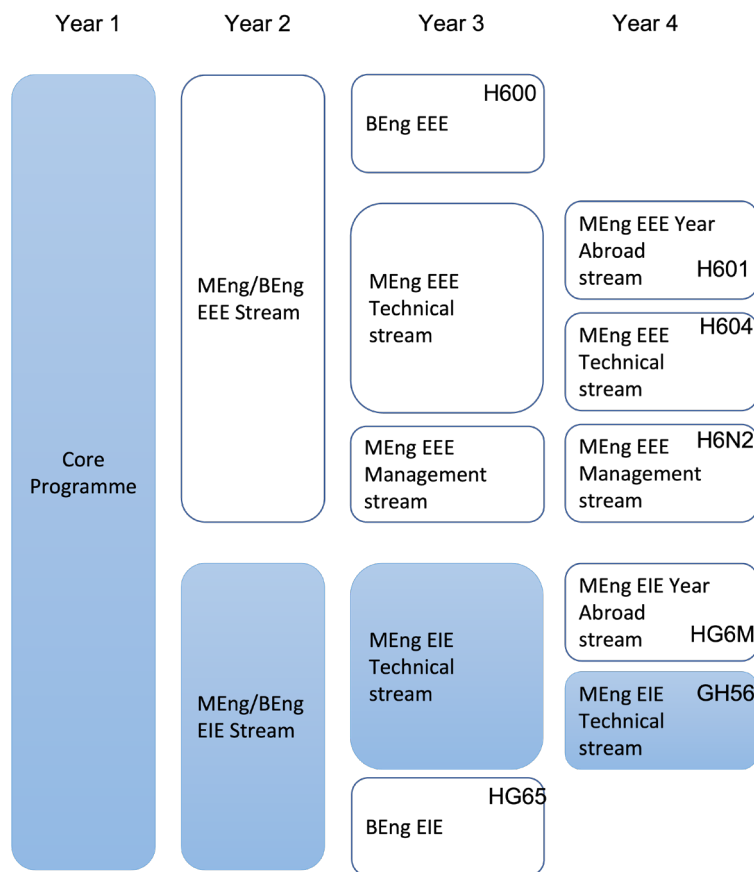 Year 1
Year 2
Year 3
Year 4
Core
Programme
MEng/BEng
EEE Stream
MEng/BEng
EIE Stream
H600
BEng EEE
MEng EEE
Technical
stream
MEng EEE
Management
stream
MEng EIE
Technical
stream
HG65
BEng EIE
MEng EEE Year
Abroad
stream
H601
H604
MEng EEE
Technical
stream
H6N2
MEng EEE
Management
stream
MEng EIE Year
Abroad
stream
HG6M
MEng EIE
GH56
Technical
stream